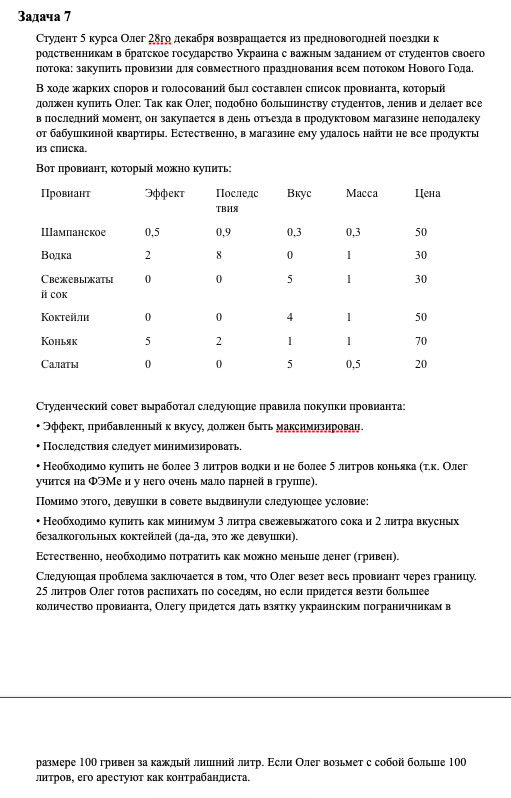 Задача 7
Студент 5 курса Олег 28го декабря возвращается из предновогодней поездки к
родственникам в братское государство Украина с важным заданием от студентов своего
потока: закупить провизии для совместного празднования всем потоком Нового Года.
В ходе жарких споров и голосований был составлен список провианта, который
должен купить Олег. Так как Олег, подобно большинству студентов, ленив и делает все
в последний момент, он закупается в день отъезда в продуктовом магазине неподалеку
от бабушкиной квартиры. Естественно, в магазине ему удалось найти не все продукты
из списка.
Вот провиант, который можно купить:
Провиант Эффект Последс Вкус Масса Цена
твия
Шампанское 0,5 0,9 0,3 0,3 50
Водка 2 8 0 1 30
Свежевыжаты 0 0 5 1 30
й сок
Коктейли 0 0 4 1 50
Коньяк 5 2 1 1 70
Салаты 0 0 5 0,5 20
Студенческий совет выработал следующие правила покупки провианта:
• Эффект, прибавленный к вкусу, должен быть максимизирован.
• Последствия следует минимизировать.
• Необходимо купить не более 3 литров водки и не более 5 литров коньяка (т.к. Олег
учится на ФЭМе и у него очень мало парней в группе).
Помимо этого, девушки в совете выдвинули следующее условие:
• Необходимо купить как минимум 3 литра свежевыжатого сока и 2 литра вкусных
безалкогольных коктейлей (да-да, это же девушки).
Естественно, необходимо потратить как можно меньше денег (гривен).
Следующая проблема заключается в том, что Олег везет весь провиант через границу.
25 литров Олег готов распихать по соседям, но если придется везти большее
количество провианта, Олегу придется дать взятку украинским пограничникам в
размере 100 гривен за каждый лишний литр. Если Олег возьмет с собой больше 100
литров, его арестуют как контрабандиста.